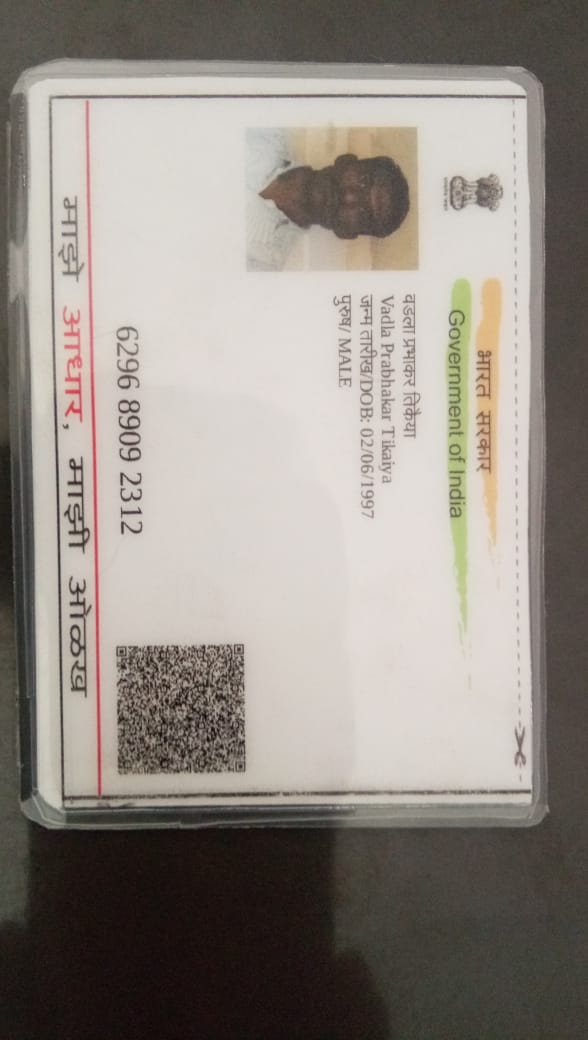 भारत सरकार
Government of India
वडला प्रभाकर तिकैया
Vadla Prabhakar Tikaiya
जन्म तारीख/DOB: 02/06/1997
पुरुष/ MALE
6296 8909 2312
माझे आधार, माझी ओळख